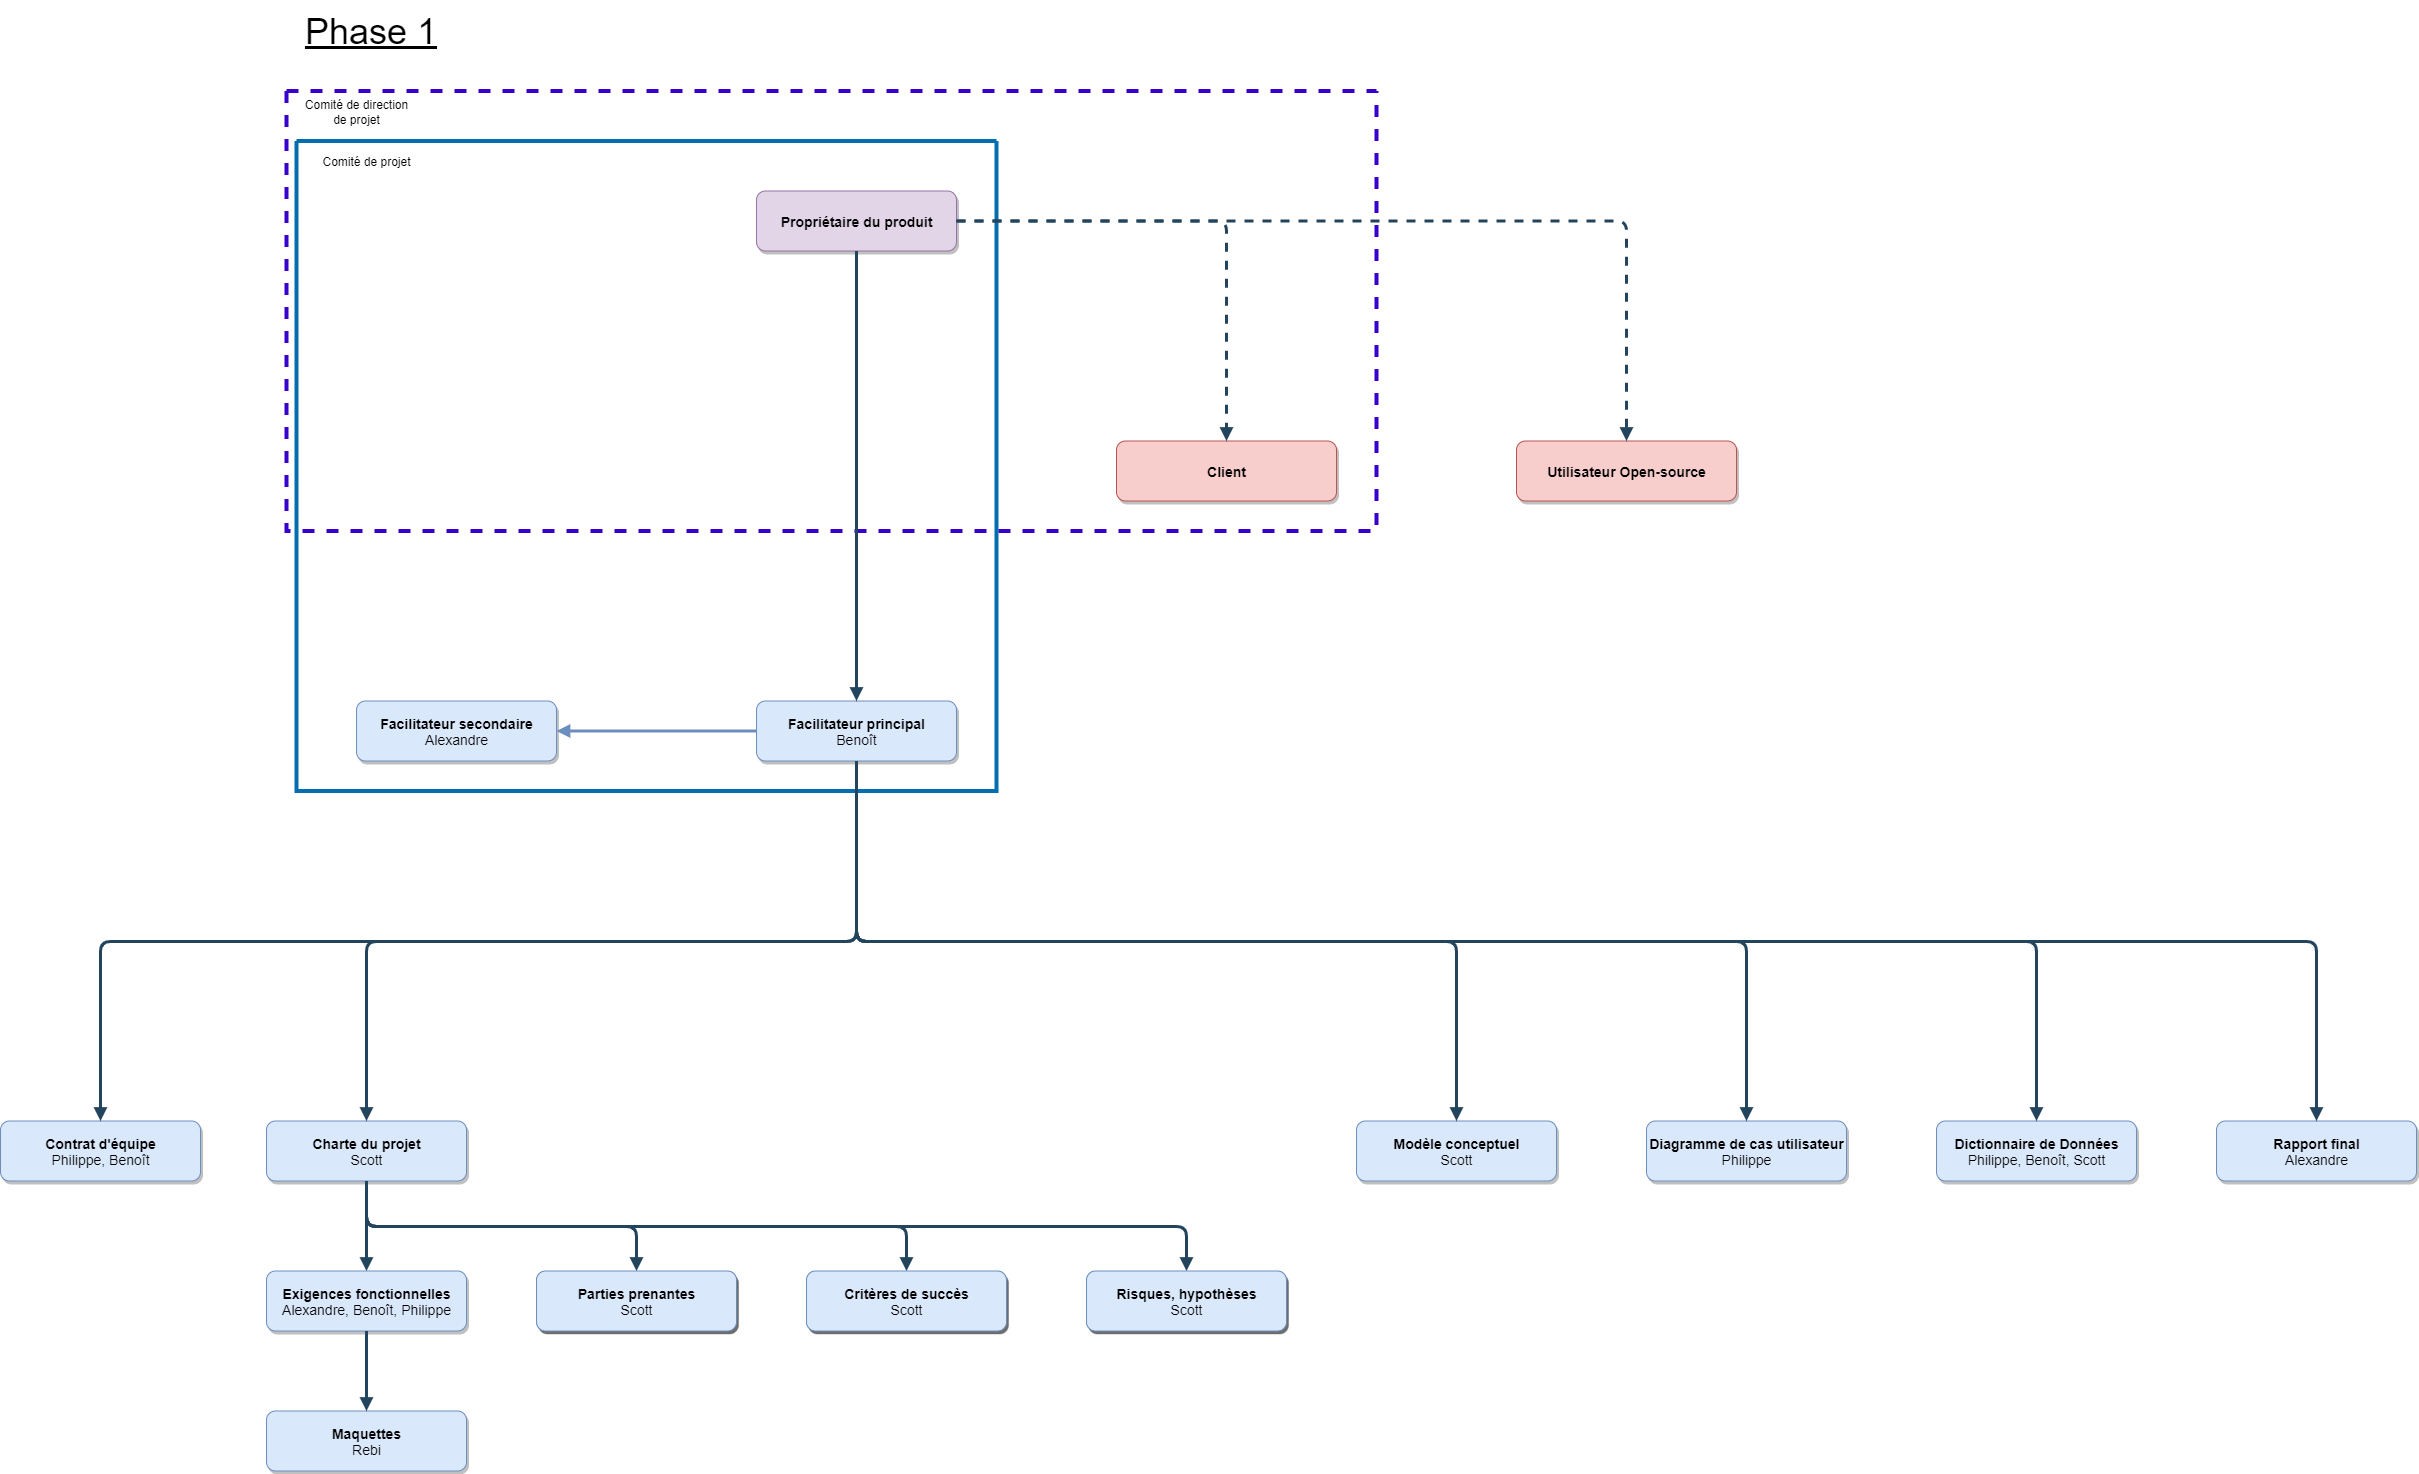 Phase 1
Comité de direction
de projet
Comité de projet
Propriétaire du produit
Client
Utilisateur Open-source
Facilitateur secondaire
Alexandre
Facilitateur principal
Benoît
Contrat d'équipe
Philippe, Benoît
Charte du projet
Scott
Modèle conceptuel
Scott
Diagramme de cas utilisateur
Philippe
Dictionnaire de Données
Philippe, Benoît, Scott
Rapport final
Alexandre
Exigences fonctionnelles
Alexandre, Benoît, Philippe
Parties prenantes
Scott
Critères de succès
Scott
Risques, hypothèses
Scott
Maquettes
Rebi